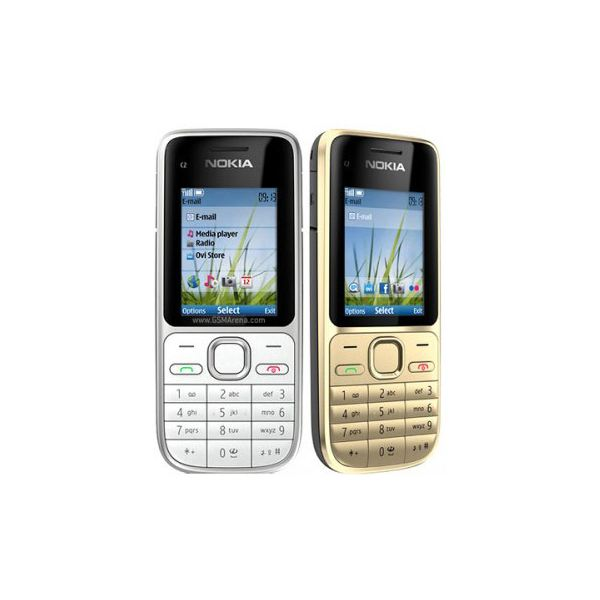 C2 NOKIA
E-mail 09:13
E-mail
Media player
Radio
Ovi Store
12
Options Select Exit
www.GSMArena.com
1 2 abc def 3
4 ghi 5 jkl mno 6
7 pqrs 8 tuv wxyz 9
*+ 0 #
NOKIA
E-mail 09:13
E-mail
ovi f
Options Select Exit
1 2 abc def 3
4 ghi 5 jkl mno 6
7 pqrs 8 tuv wxyz 9
*+ 0 #